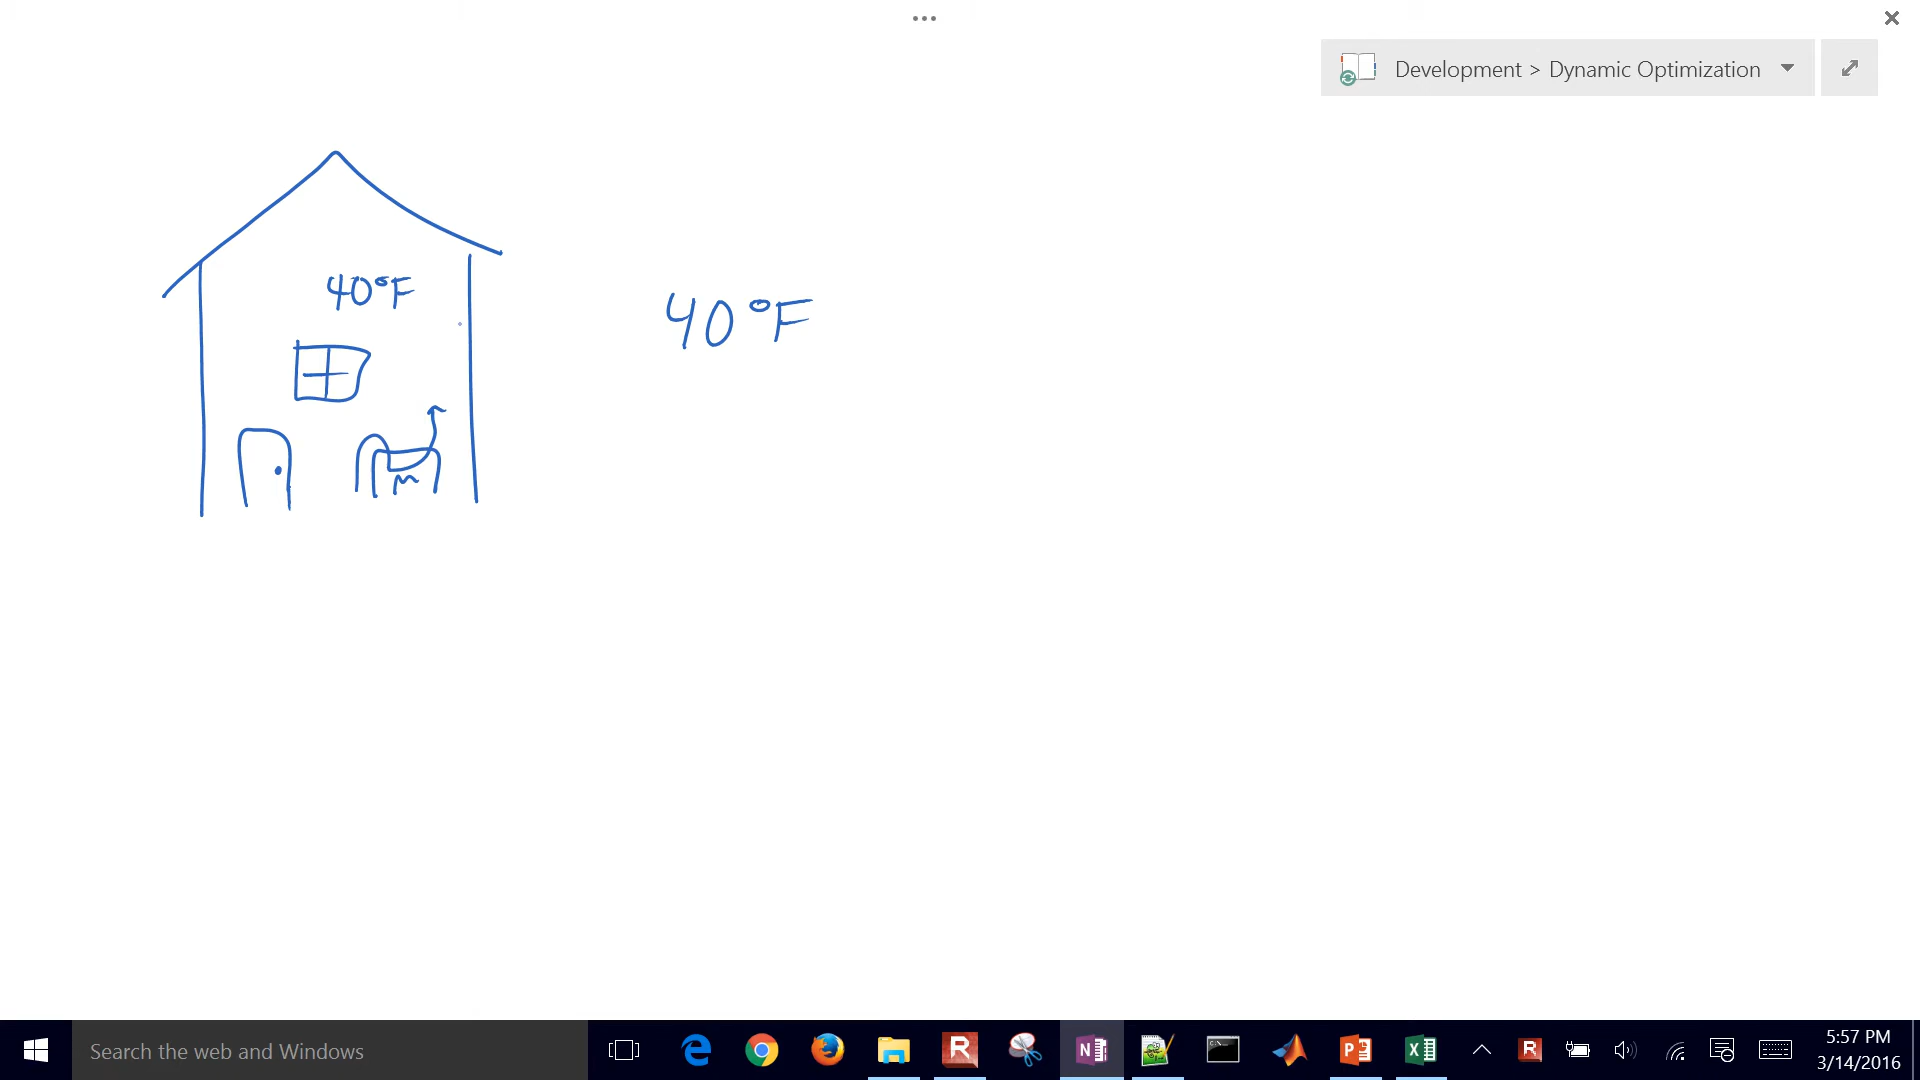 Development > Dynamic Optimization
40°F
40°F
Search the web and Windows
5:57 PM
3/14/2016